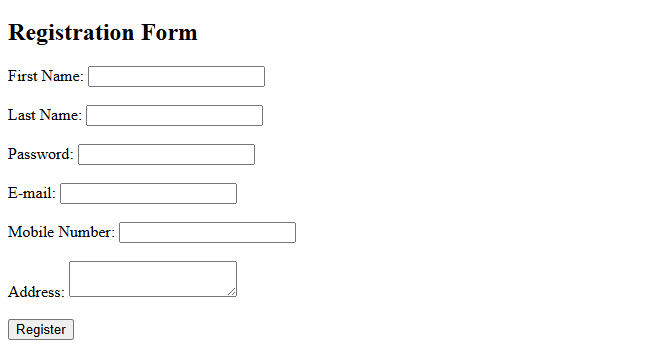 Registration Form
First Name:
Last Name:
Password:
E-mail:
Mobile Number:
Address:
Register